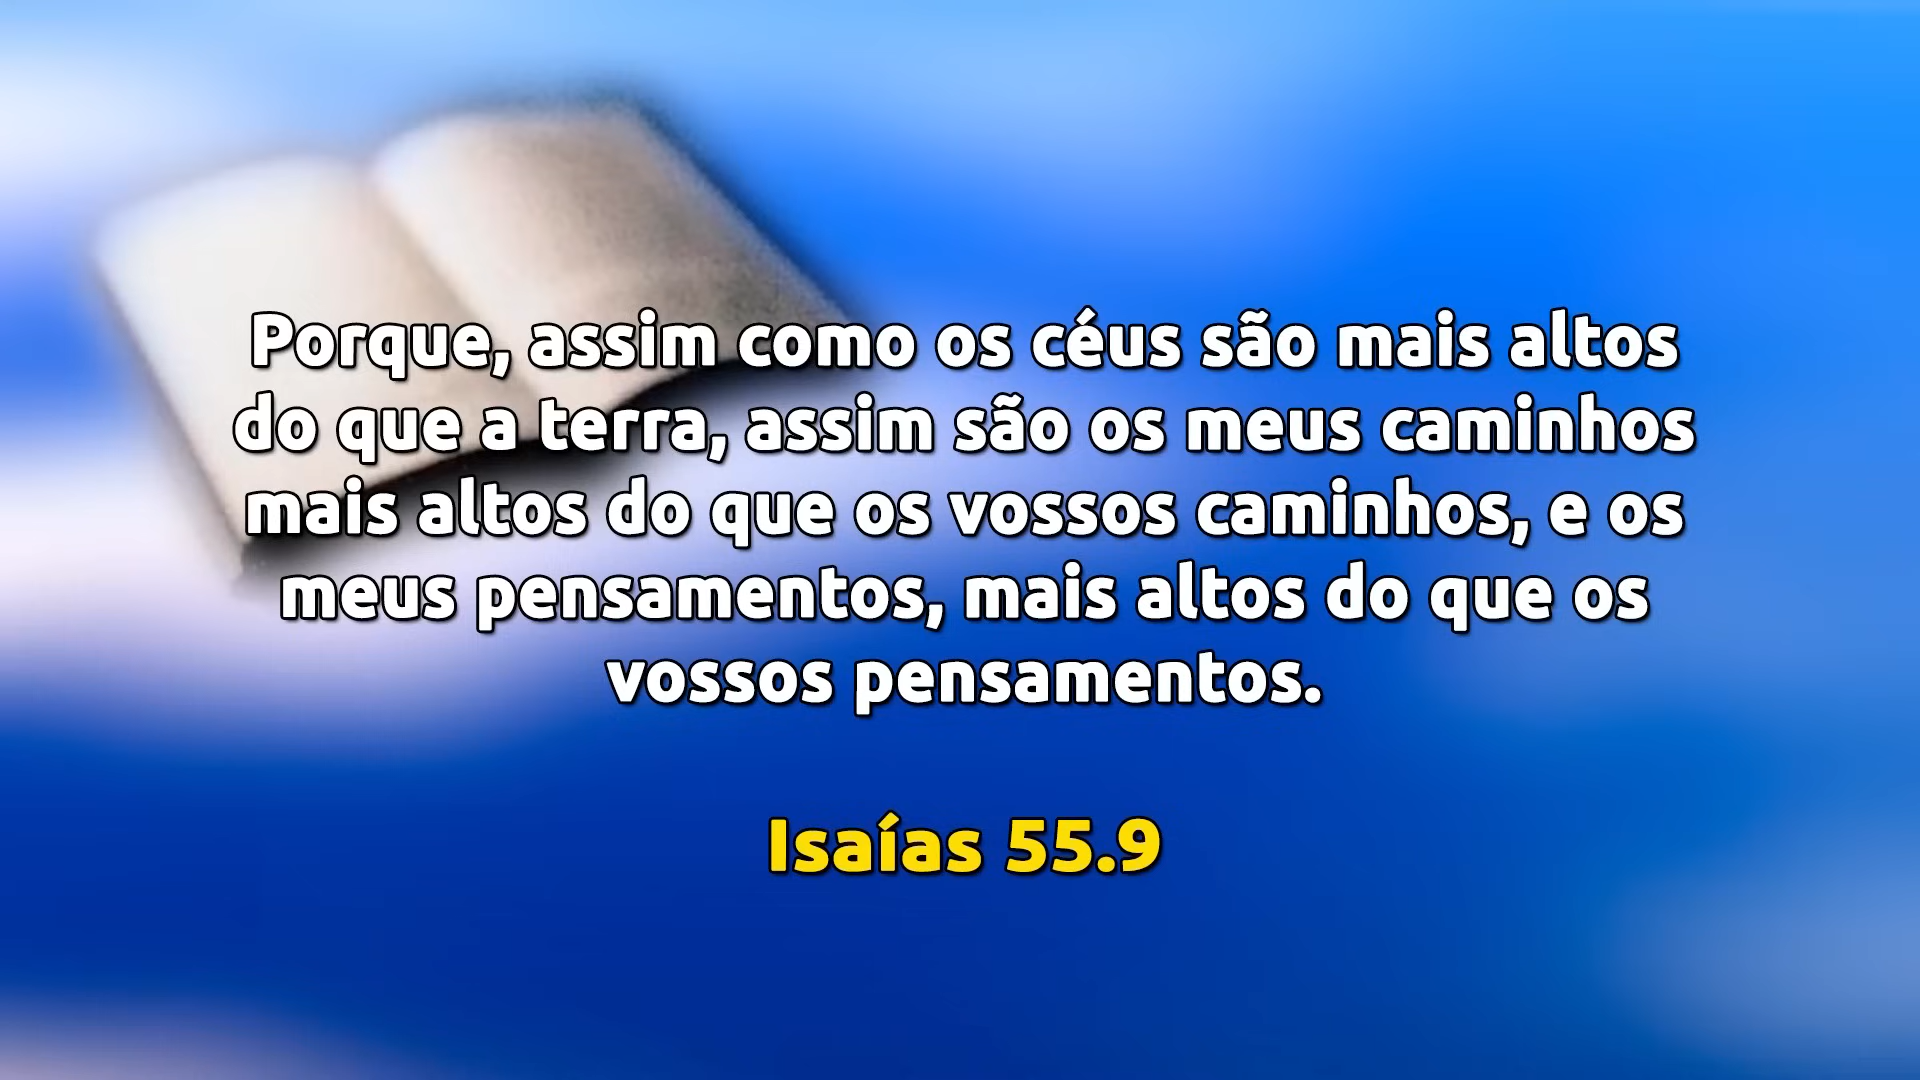 Porque, assim como os céus são mais altos
do que a terra, assim são os meus caminhos
mais altos do que os vossos caminhos, e os
meus pensamentos, mais altos do que os
vossos pensamentos.
Isaías 55.9